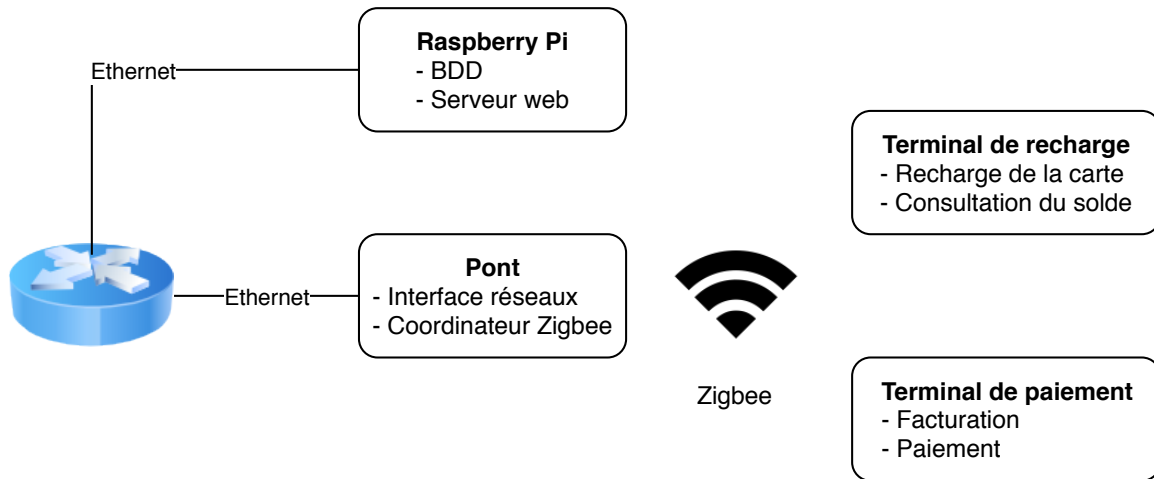 Raspberry Pi
- BDD
- Serveur web
Ethernet
Terminal de recharge
- Recharge de la carte
- Consultation du solde
Pont
- Interface réseaux
- Coordinateur Zigbee
Ethernet
Zigbee
Terminal de paiement
- Facturation
- Paiement